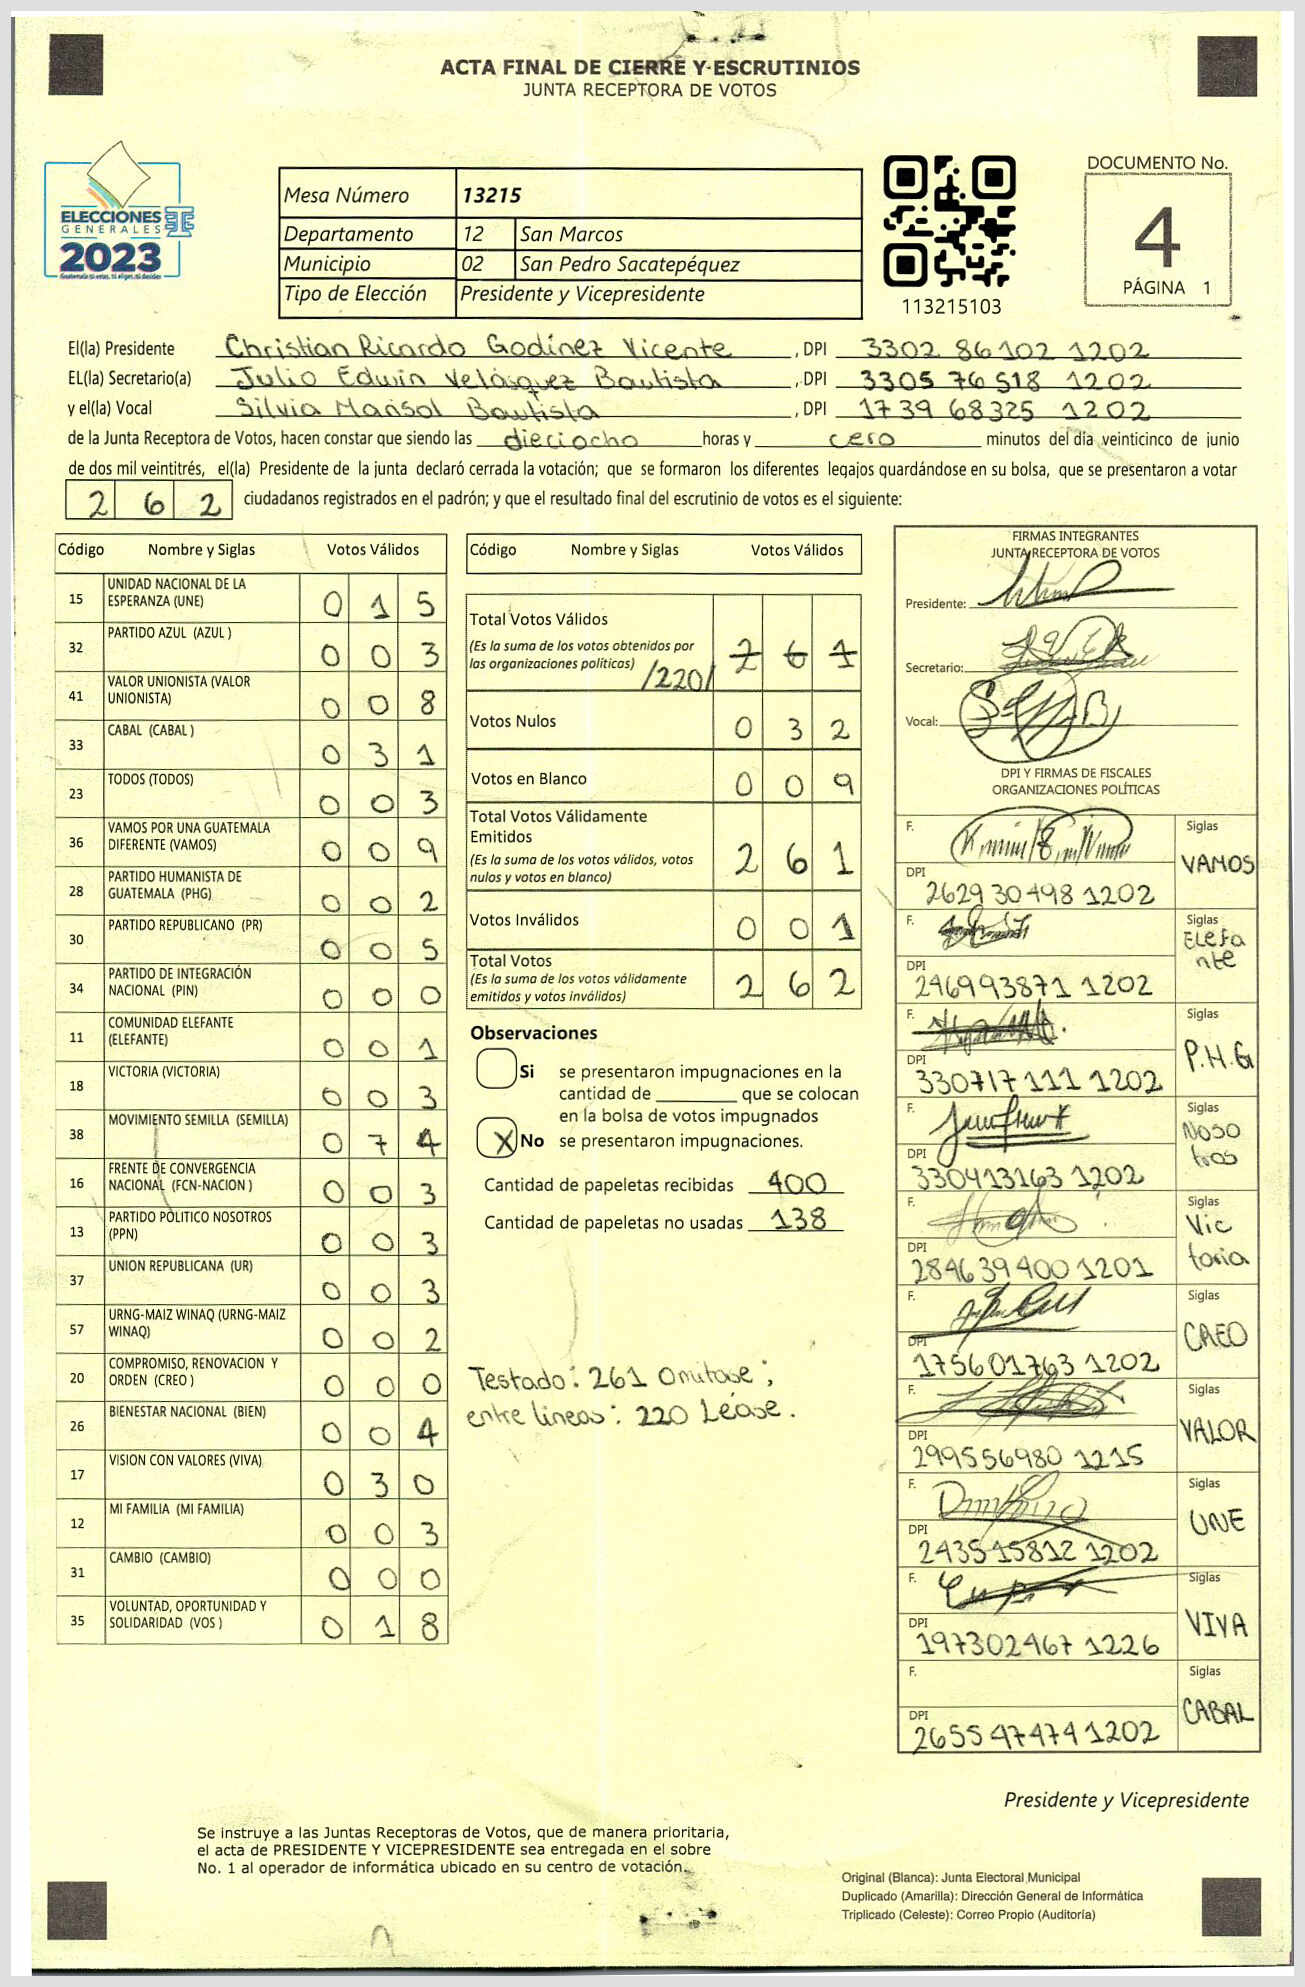 ACTA FINAL DE CIERRE Y ESCRUTINIOS
JUNTA RECEPTORA DE VOTOS
ELECCIONES
GENERALES
2023
Mesa Número 13215
Departamento 12 San Marcos
Municipio 02 San Pedro Sacatepéquez
Tipo de Elección Presidente y Vicepresidente
113215103
DOCUMENTO No.
4
PÁGINA 1
El(la) Presidente Christian Ricardo Godínez Vicente, DPI 3302 86102 1202
EL(la) Secretario(a) Julio Edwin Velásquez Bautista, DPI 3305 76518 1202
y el(la) Vocal Silvia Marisol Bautista, DPI 1739 68325 1202
de la Junta Receptora de Votos, hacen constar que siendo las dieciocho horas y cero minutos del día veinticinco de junio
de dos mil veintitrés, el(la) Presidente de la junta declaró cerrada la votación; que se formaron los diferentes legajos quardándose en su bolsa, que se presentaron a votar
262 ciudadanos registrados en el padrón; y que el resultado final del escrutinio de votos es el siguiente:
Código Nombre y Siglas Votos Válidos
15 UNIDAD NACIONAL DE LA
ESPERANZA (UNE) 0 1 5
32 PARTIDO AZUL (AZUL ) 0 0 3
41 VALOR UNIONISTA (VALOR
UNIONISTA) 0 0 8
33 CABAL (CABAL ) 0 3 1
23 TODOS (TODOS) 0 0 3
36 VAMOS POR UNA GUATEMALA
DIFERENTE (VAMOS) 0 0 9
28 PARTIDO HUMANISTA DE
GUATEMALA (PHG) 0 0 2
30 PARTIDO REPUBLICANO (PR) 0 0 5
34 PARTIDO DE INTEGRACIÓN
NACIONAL (PIN) 0 0 0
11 COMUNIDAD ELEFANTE
(ELEFANTE) 0 0 1
18 VICTORIA (VICTORIA) 0 0 3
38 MOVIMIENTO SEMILLA (SEMILLA) 0 7 4
16 FRENTE DE CONVERGENCIA
NACIONAL (FCN-NACION ) 0 0 3
13 PARTIDO POLITICO NOSOTROS
(PPN) 0 0 3
37 UNION REPUBLICANA (UR) 0 0 3
57 URNG-MAIZ WINAQ (URNG-MAIZ
WINAQ) 0 0 2
20 COMPROMISO, RENOVACION Y
ORDEN (CREO ) 0 0 0
26 BIENESTAR NACIONAL (BIEN) 0 0 4
17 VISION CON VALORES (VIVA) 0 3 0
12 MI FAMILIA (MI FAMILIA) 0 0 3
31 CAMBIO (CAMBIO) 0 0 0
35 VOLUNTAD, OPORTUNIDAD Y
SOLIDARIDAD (VOS ) 0 1 8
Código Nombre y Siglas Votos Válidos
Total Votos Válidos
(Es la suma de los votos obtenidos por
las organizaciones políticas) /220/ 2 6 1
Votos Nulos 0 3 2
Votos en Blanco 0 0 9
Total Votos Válidamente
Emitidos
(Es la suma de los votos válidos, votos
nulos y votos en blanco) 2 6 1
Votos Inválidos 0 0 1
Total Votos
(Es la suma de los votos válidamente
emitidos y votos inválidos) 2 6 2
Observaciones
Si se presentaron impugnaciones en la
cantidad de que se colocan
en la bolsa de votos impugnados
X No se presentaron impugnaciones.
Cantidad de papeletas recibidas 400
Cantidad de papeletas no usadas 138
Testado: 261 Omitase;
entre lineas: 220 Léase.
FIRMAS INTEGRANTES
JUNTA RECEPTORA DE VOTOS
Presidente:
Secretario:
Vocal:
DPI Y FIRMAS DE FISCALES
ORGANIZACIONES POLÍTICAS
F. Siglas
VAMOS
DPI
2629 30498 1202
F. Siglas
Elefa
nte
DPI
246993871 1202
F. Siglas
P.H.G
DPI
330717111 1202
F. Siglas
Noso
tros
DPI
330413163 1202
F. Siglas
Vic
toria
DPI
284639400 1201
F. Siglas
CREO
DPI
175601763 1202
F. Siglas
VALOR
DPI
299556980 1215
F. Siglas
UNE
DPI
243515812 1202
F. Siglas
VIVA
DPI
197302467 1226
F. Siglas
CABAL
DPI
265547474 1202
Presidente y Vicepresidente
Se instruye a las Juntas Receptoras de Votos, que de manera prioritaria,
el acta de PRESIDENTE Y VICEPRESIDENTE sea entregada en el sobre
No. 1 al operador de informática ubicado en su centro de votación.
Original (Blanca): Junta Electoral Municipal
Duplicado (Amarilla): Dirección General de Informática
Triplicado (Celeste): Correo Propio (Auditoría)